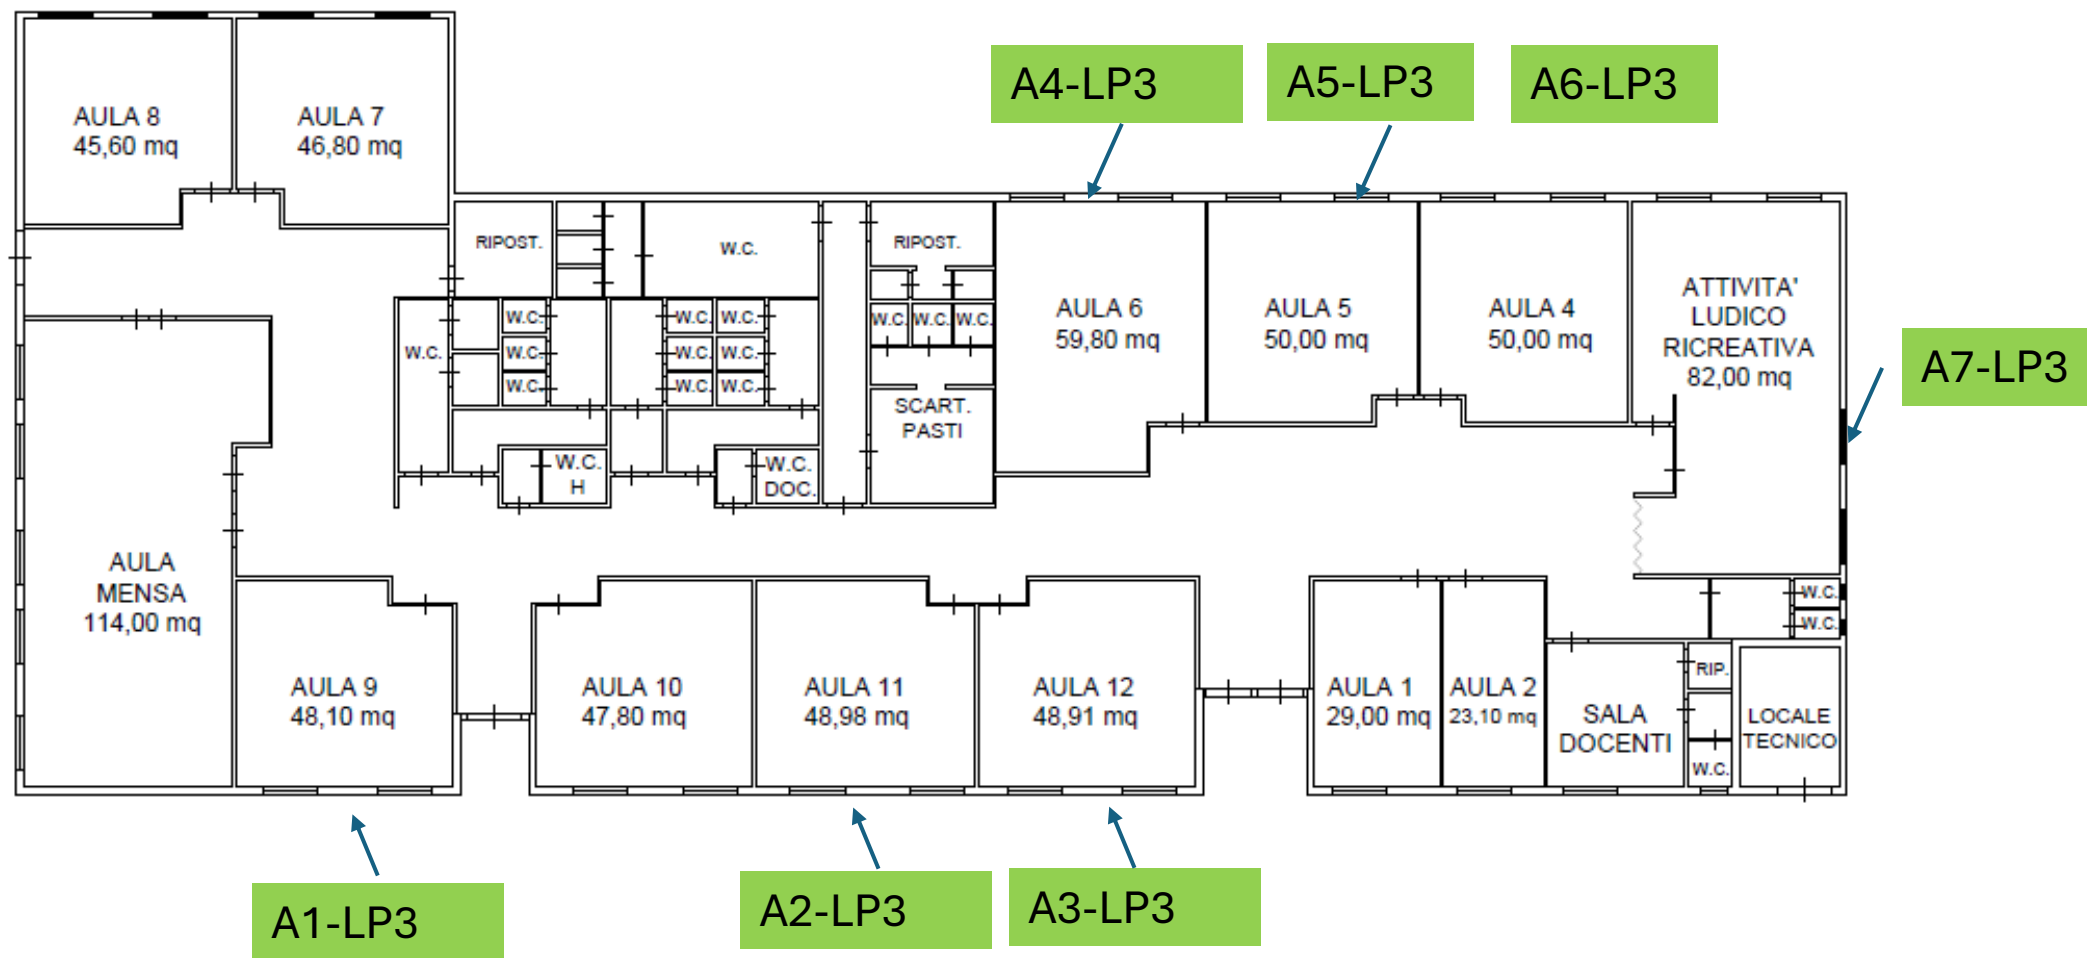 A4-LP3
A5-LP3
A6-LP3
AULA 8
45,60 mq
AULA 7
46,80 mq
RIPOST.
W.C.
RIPOST.
AULA 6
59,80 mq
AULA 5
50,00 mq
AULA 4
50,00 mq
ATTIVITA'
LUDICO
RICREATIVA
82,00 mq
A7-LP3
W.C.
W.C.
W.C.
W.C.
W.C.
W.C.
W.C.
W.C.
W.C.
W.C.
W.C.
W.C.
W.C.
SCART.
PASTI
W.C.
H
W.C.
DOC.
AULA
MENSA
114,00 mq
AULA 9
48,10 mq
AULA 10
47,80 mq
AULA 11
48,98 mq
AULA 12
48,91 mq
AULA 1
29,00 mq
AULA 2
23,10 mq
SALA
DOCENTI
W.C.
W.C.
RIP.
W.C.
LOCALE
TECNICO
A1-LP3
A2-LP3
A3-LP3